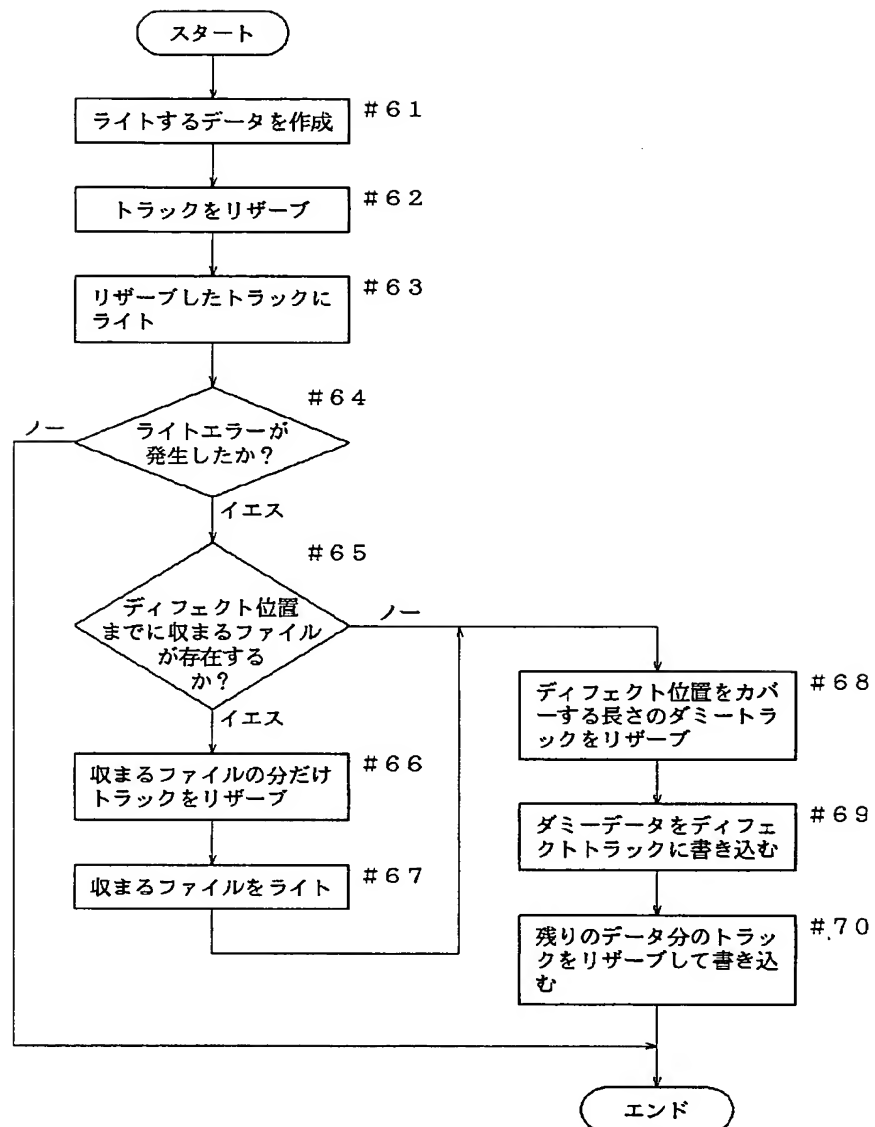 スタート
ライトするデータを作成
#61
トラックをリザーブ
#62
リザーブしたトラックに
ライト
#63
#64
ライトエラーが
発生したか?
ノー
イエス
#65
ディフェクト位置
までに収まるファイル
が存在する
か?
ノー
イエス
収まるファイルの分だけ
トラックをリザーブ
#66
収まるファイルをライト
#67
ディフェクト位置をカバ
ーする長さのダミートラ
ックをリザーブ
#68
ダミーデータをディフェ
クトトラックに書き込む
#69
残りのデータ分のトラッ
クをリザーブして書き込
む
#70
エンド